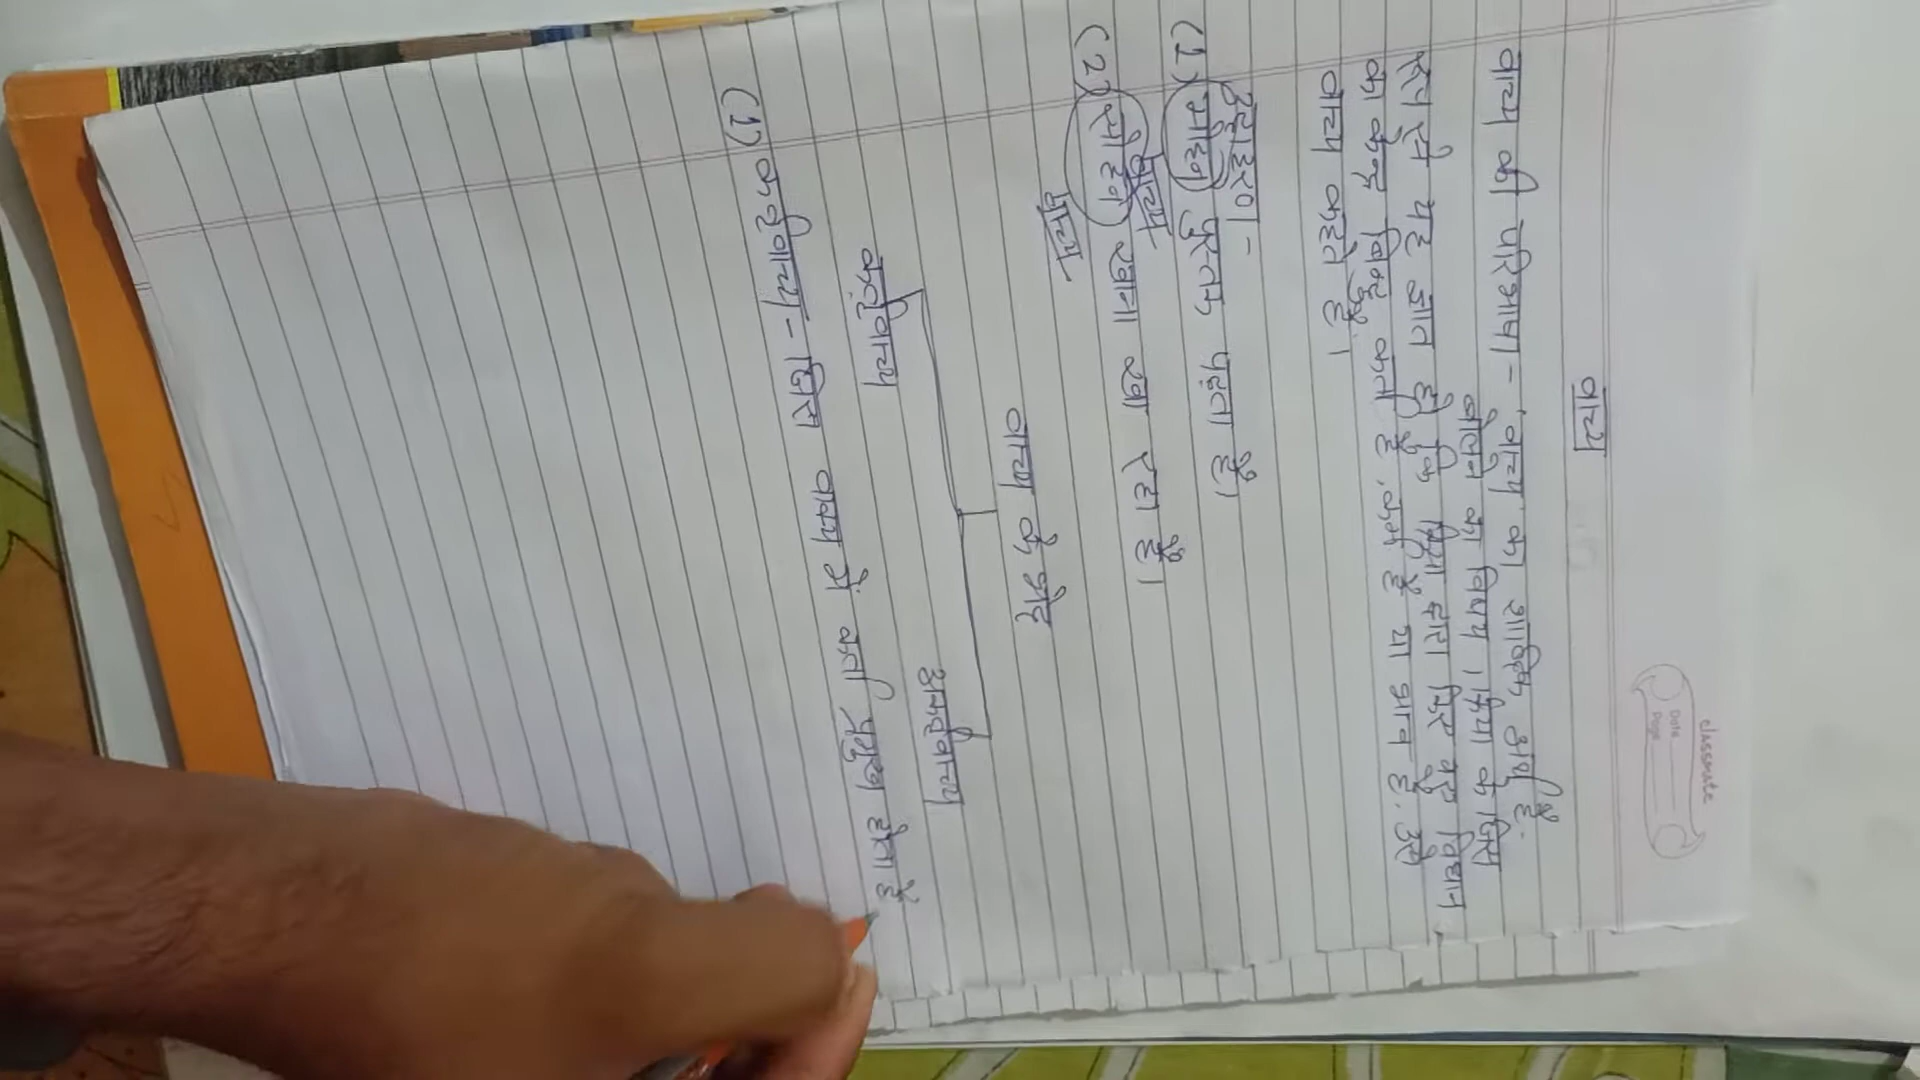 classmate
Date
Page
वाच्य
वाच्य की परिभाषा - 'वाच्य' का शाब्दिक अर्थ है-
बोलने का विषय । क्रिया के जिस
रूप से यह ज्ञात हो कि क्रिया द्वारा किए गए विधान
का केन्द्र बिन्दु कर्ता है, कर्म है या भाव है. उसे
वाच्य कहते हैं।
उदाहरण -
(1) मोहन पुस्तक पढ़ता है।
वाच्य
(2) सोहन खाना खा रहा है।
वाच्य
वाच्य के भेद
कर्तृवाच्य अकर्तृवाच्य
(1) कर्तृवाच्य - जिस वाक्य में कर्ता प्रमुख होता है